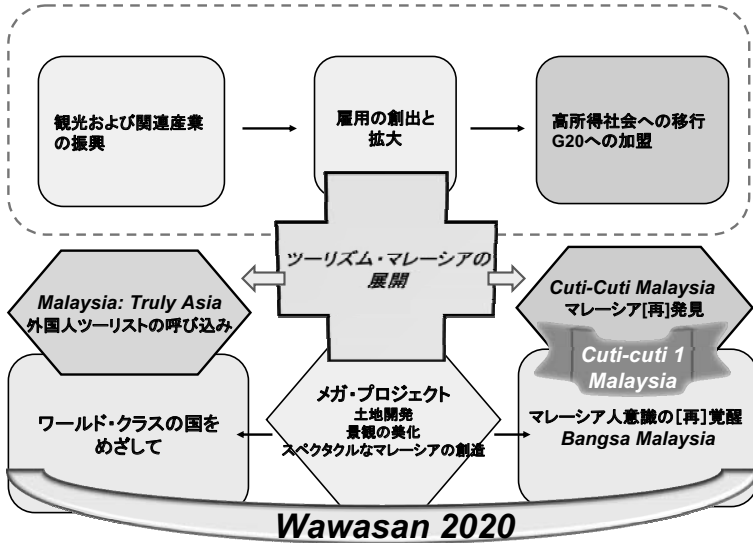 観光および関連産業
の振興
雇用の創出と
拡大
高所得社会への移行
G20への加盟
ツーリズム・マレーシアの
展開
Malaysia: Truly Asia
外国人ツーリストの呼び込み
Cuti-Cuti Malaysia
マレーシア[再]発見
Cuti-cuti 1
Malaysia
ワールド・クラスの国を
めざして
メガ・プロジェクト
土地開発
景観の美化
スペクタクルなマレーシアの創造
マレーシア人意識の[再]覚醒
Bangsa Malaysia
Wawasan 2020